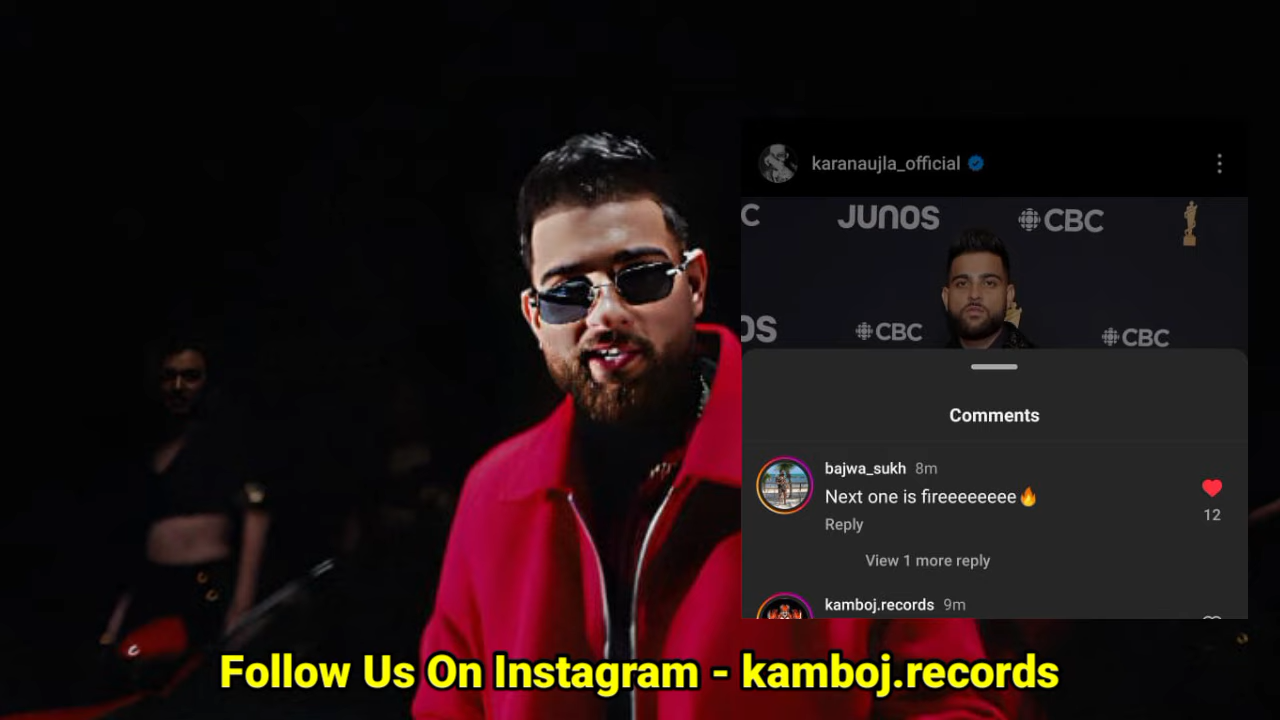 karanaujla_official
C JUNOS CBC
OS CBC CBC
Comments
bajwa_sukh 8m
Next one is fireeeeeeee🔥
Reply
12
View 1 more reply
kamboj.records 9m
Follow Us On Instagram - kamboj.records